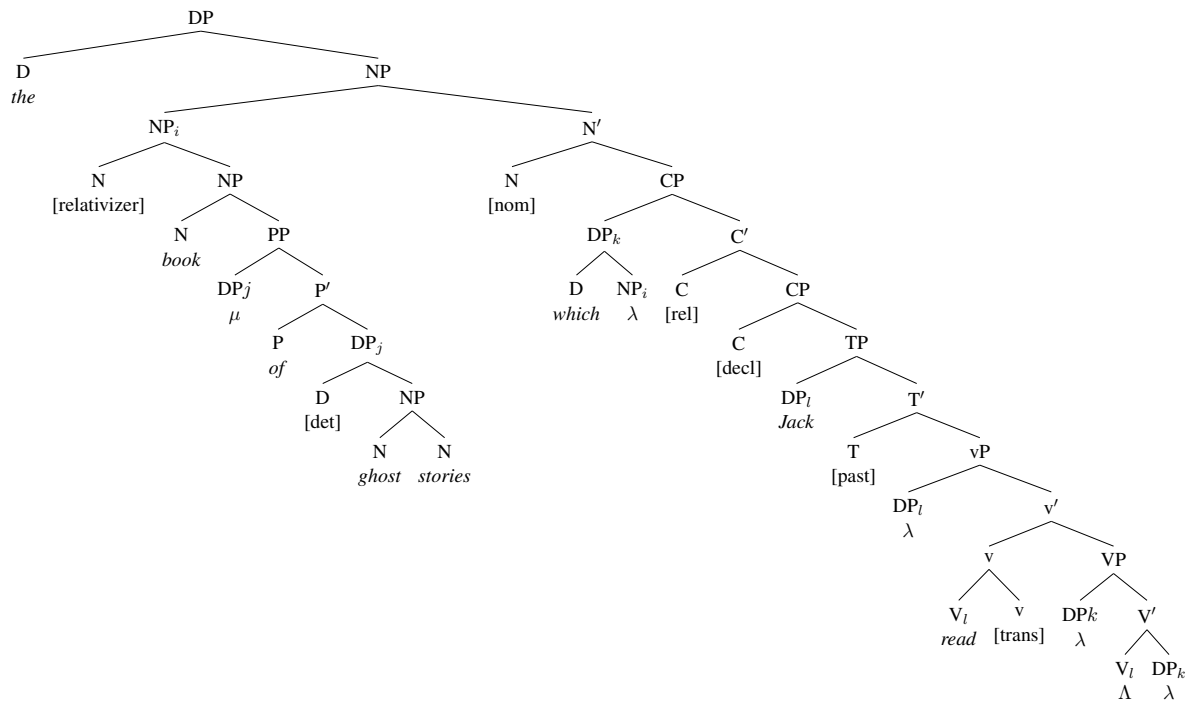 DP
D NP
the
NPᵢ N′
N NP N CP
[relativizer] [nom]
N PP DPₖ C′
book
DPj P′ D NPᵢ C CP
μ which λ [rel]
P DPⱼ C TP
of [decl]
D NP DPₗ T′
[det] Jack
N N T vP
ghost stories [past]
DPₗ v′
λ
v VP
Vₗ v DPk V′
read [trans] λ
Vₗ DPₖ
Λ λ